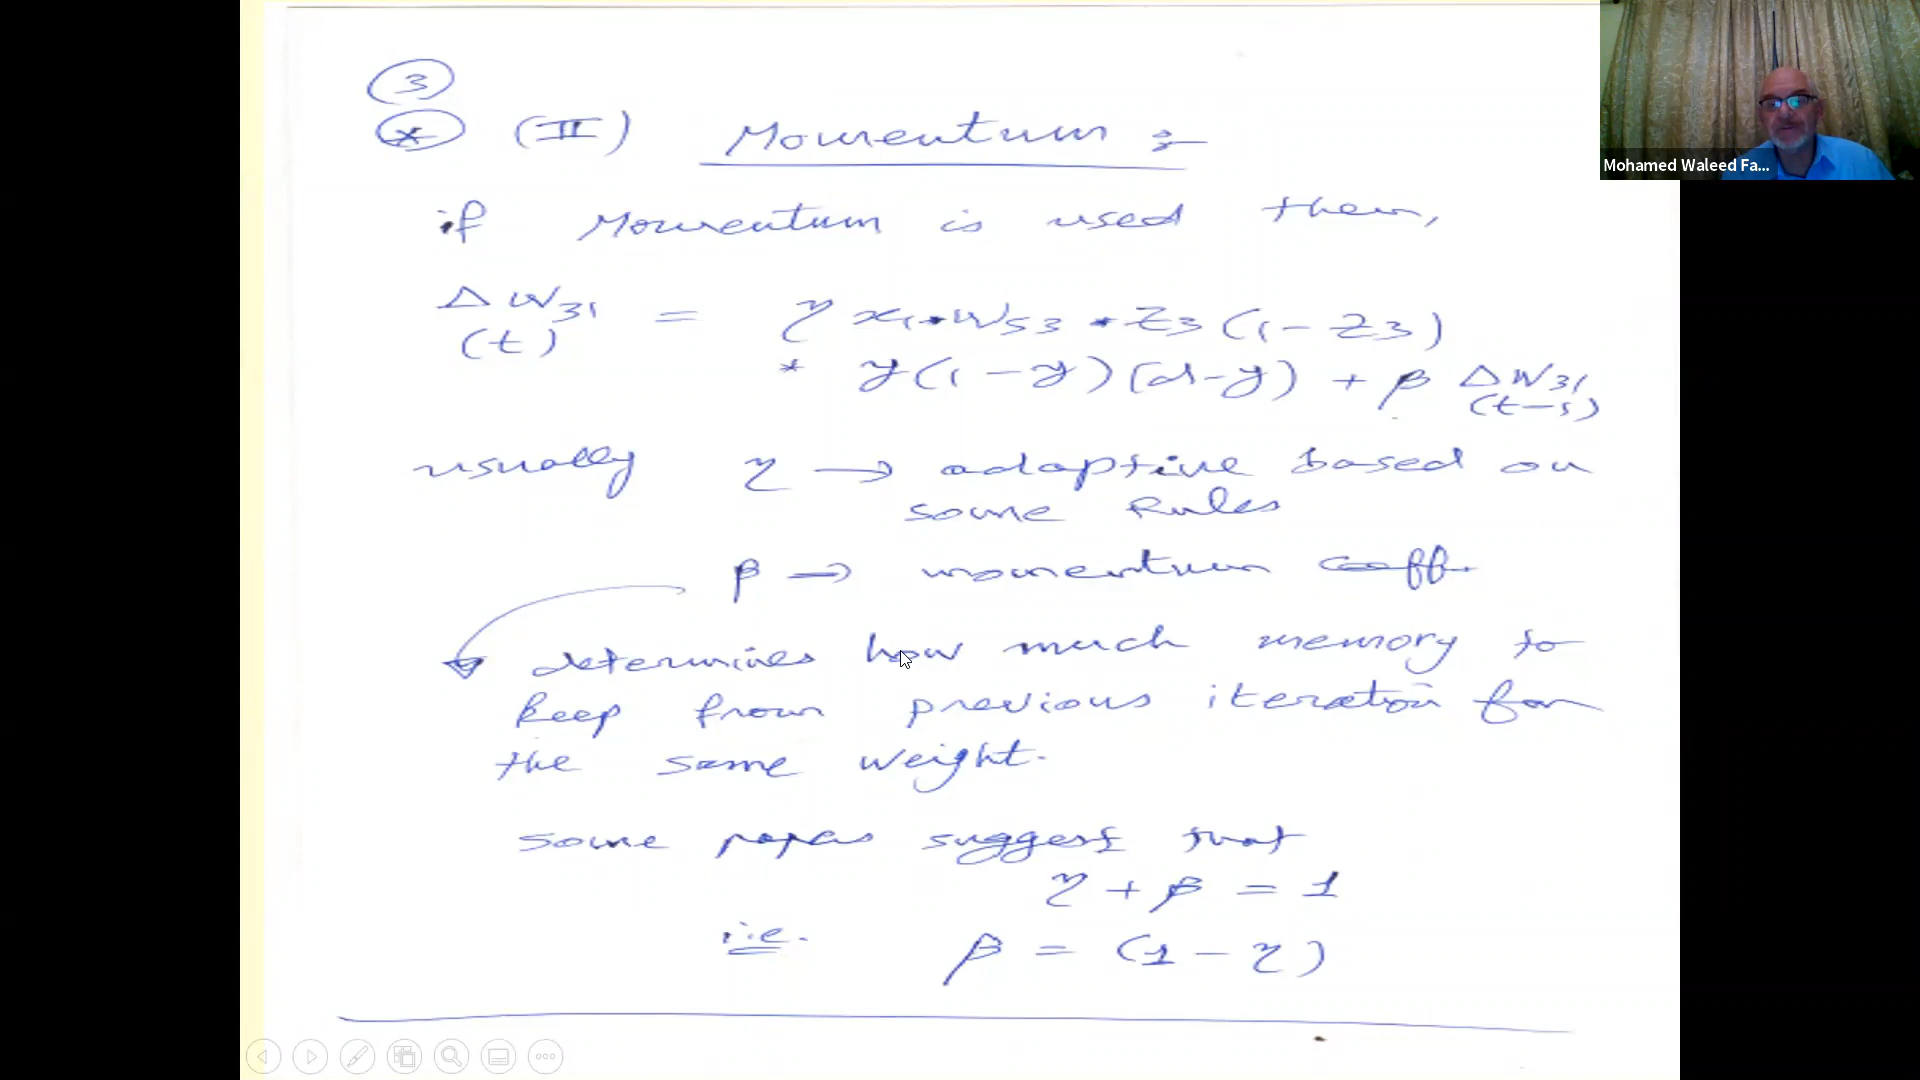 3
* (II) Momentum :-
if Momentum is used then,
ΔW31 (t) = η x1 * W53 * Z3 (1 - Z3)
* y (1 - y) (d - y) + β ΔW31 (t-1)
usually η → adaptive based on
some Rules
β → momentum coeff.
determines how much memory to
keep from previous iteration for
the same weight.
some papers suggest that
η + β = 1
i.e. β = (1 - η)
Mohamed Waleed Fa...